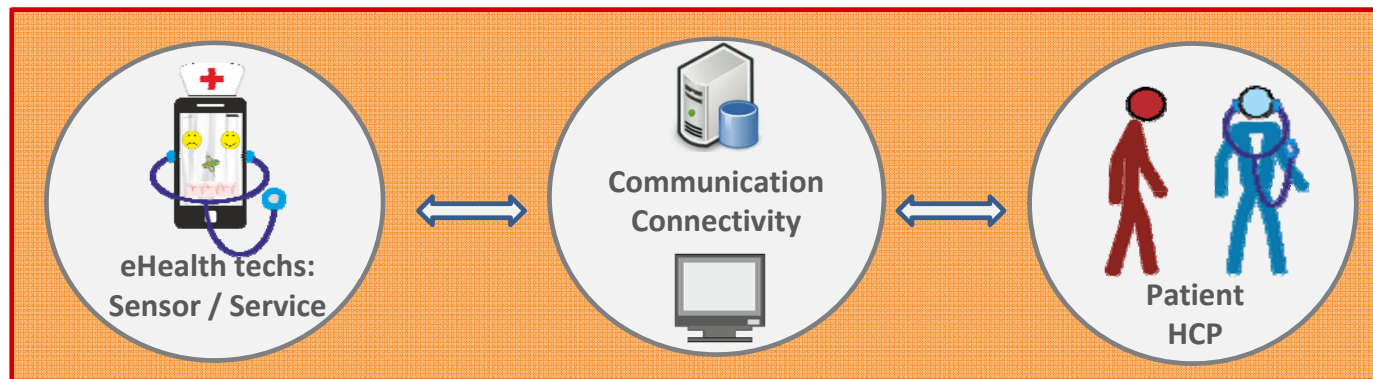 eHealth techs:
Sensor / Service
Communication
Connectivity
Patient
HCP